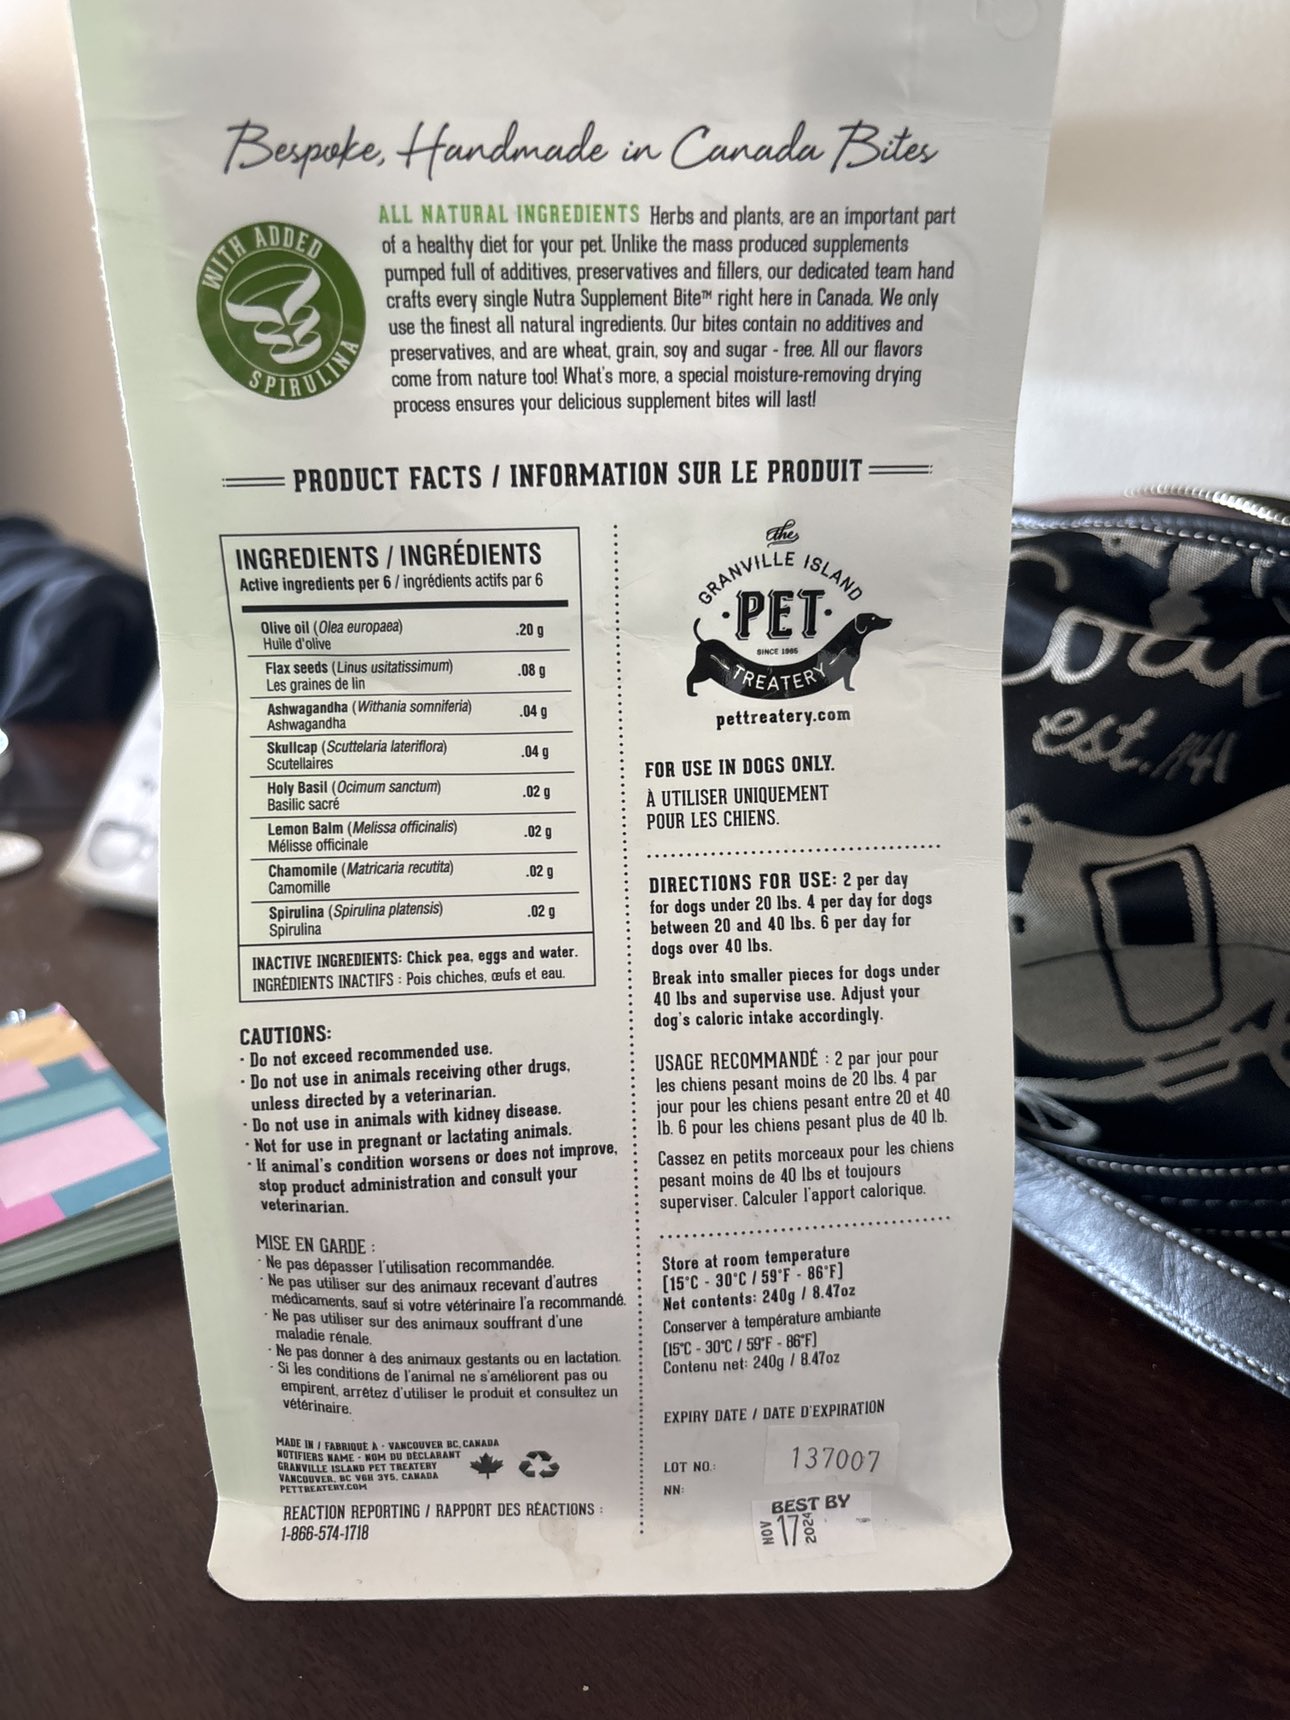 Bespoke, Handmade in Canada Bites
WITH ADDED
SPIRULINA
ALL NATURAL INGREDIENTS Herbs and plants, are an important part
of a healthy diet for your pet. Unlike the mass produced supplements
pumped full of additives, preservatives and fillers, our dedicated team hand
crafts every single Nutra Supplement Bite™ right here in Canada. We only
use the finest all natural ingredients. Our bites contain no additives and
preservatives, and are wheat, grain, soy and sugar - free. All our flavors
come from nature too! What's more, a special moisture-removing drying
process ensures your delicious supplement bites will last!
PRODUCT FACTS / INFORMATION SUR LE PRODUIT
INGREDIENTS / INGRÉDIENTS
Active ingredients per 6 / ingrédients actifs par 6
Olive oil (Olea europaea) .20 g
Huile d'olive
Flax seeds (Linus usitatissimum) .08 g
Les graines de lin
Ashwagandha (Withania somniferia) .04 g
Ashwagandha
Skullcap (Scuttelaria lateriflora) .04 g
Scutellaires
Holy Basil (Ocimum sanctum) .02 g
Basilic sacré
Lemon Balm (Melissa officinalis) .02 g
Mélisse officinale
Chamomile (Matricaria recutita) .02 g
Camomille
Spirulina (Spirulina platensis) .02 g
Spirulina
INACTIVE INGREDIENTS: Chick pea, eggs and water.
INGRÉDIENTS INACTIFS : Pois chiches, œufs et eau.
CAUTIONS:
· Do not exceed recommended use.
· Do not use in animals receiving other drugs,
unless directed by a veterinarian.
· Do not use in animals with kidney disease.
· Not for use in pregnant or lactating animals.
· If animal's condition worsens or does not improve,
stop product administration and consult your
veterinarian.
MISE EN GARDE :
· Ne pas dépasser l'utilisation recommandée.
· Ne pas utiliser sur des animaux recevant d'autres
médicaments, sauf si votre vétérinaire l'a recommandé.
· Ne pas utiliser sur des animaux souffrant d'une
maladie rénale.
· Ne pas donner à des animaux gestants ou en lactation.
· Si les conditions de l'animal ne s'améliorent pas ou
empirent, arrêtez d'utiliser le produit et consultez un
vétérinaire.
MADE IN / FABRIQUÉ À · VANCOUVER BC, CANADA
NOTIFIERS NAME · NOM DU DÉCLARANT
GRANVILLE ISLAND PET TREATERY
VANCOUVER, BC V6H 3Y5, CANADA
PETTREATERY.COM
REACTION REPORTING / RAPPORT DES RÉACTIONS :
1-866-574-1718
the
GRANVILLE ISLAND
·PET·
SINCE 1985
TREATERY
pettreatery.com
FOR USE IN DOGS ONLY.
À UTILISER UNIQUEMENT
POUR LES CHIENS.
DIRECTIONS FOR USE: 2 per day
for dogs under 20 lbs. 4 per day for dogs
between 20 and 40 lbs. 6 per day for
dogs over 40 lbs.
Break into smaller pieces for dogs under
40 lbs and supervise use. Adjust your
dog's caloric intake accordingly.
USAGE RECOMMANDÉ : 2 par jour pour
les chiens pesant moins de 20 lbs. 4 par
jour pour les chiens pesant entre 20 et 40
lb. 6 pour les chiens pesant plus de 40 lb.
Cassez en petits morceaux pour les chiens
pesant moins de 40 lbs et toujours
superviser. Calculer l'apport calorique.
Store at room temperature
[15°C - 30°C / 59°F - 86°F]
Net contents: 240g / 8.47oz
Conserver à température ambiante
[15°C - 30°C / 59°F - 86°F]
Contenu net: 240g / 8.47oz
EXPIRY DATE / DATE D'EXPIRATION
LOT NO.: 137007
NN:
BEST BY
NOV 17 2024
Coac
est. 1941